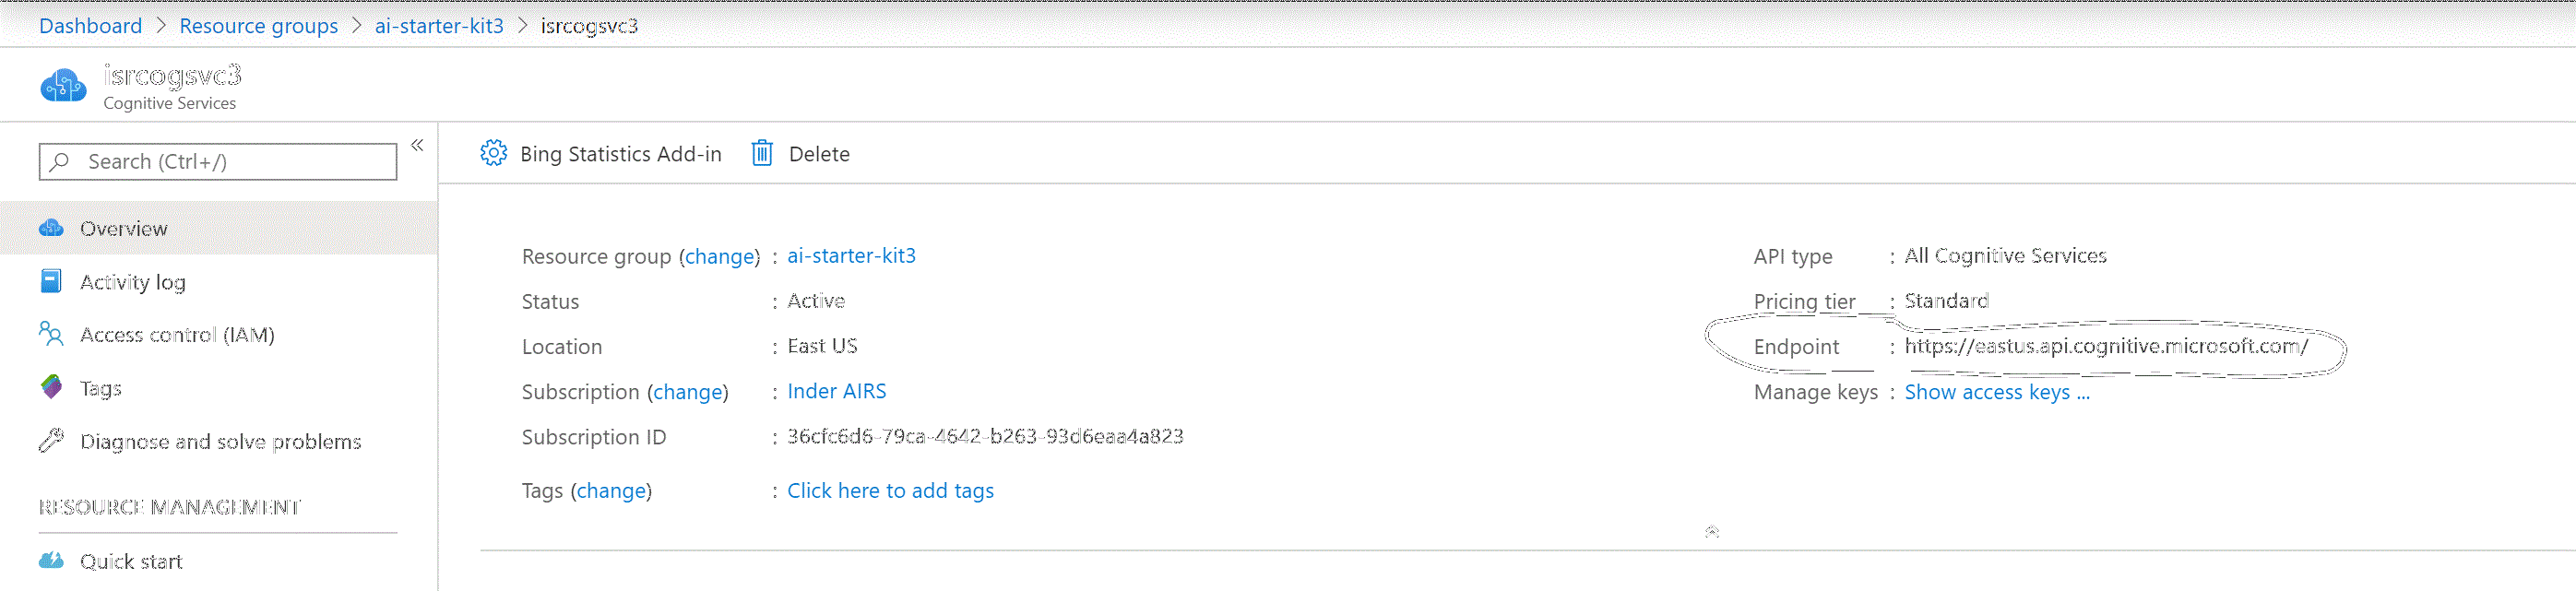 Dashboard > Resource groups > ai-starter-kit3 > isrcogsvc3
isrcogsvc3
Cognitive Services
Search (Ctrl+/)
«
Overview
Activity log
Access control (IAM)
Tags
Diagnose and solve problems
RESOURCE MANAGEMENT
Quick start
Bing Statistics Add-in Delete
Resource group (change) : ai-starter-kit3
Status : Active
Location : East US
Subscription (change) : Inder AIRS
Subscription ID : 36cfc6d6-79ca-4642-b263-93d6eaa4a823
Tags (change) : Click here to add tags
API type : All Cognitive Services
Pricing tier : Standard
Endpoint : https://eastus.api.cognitive.microsoft.com/
Manage keys : Show access keys ...